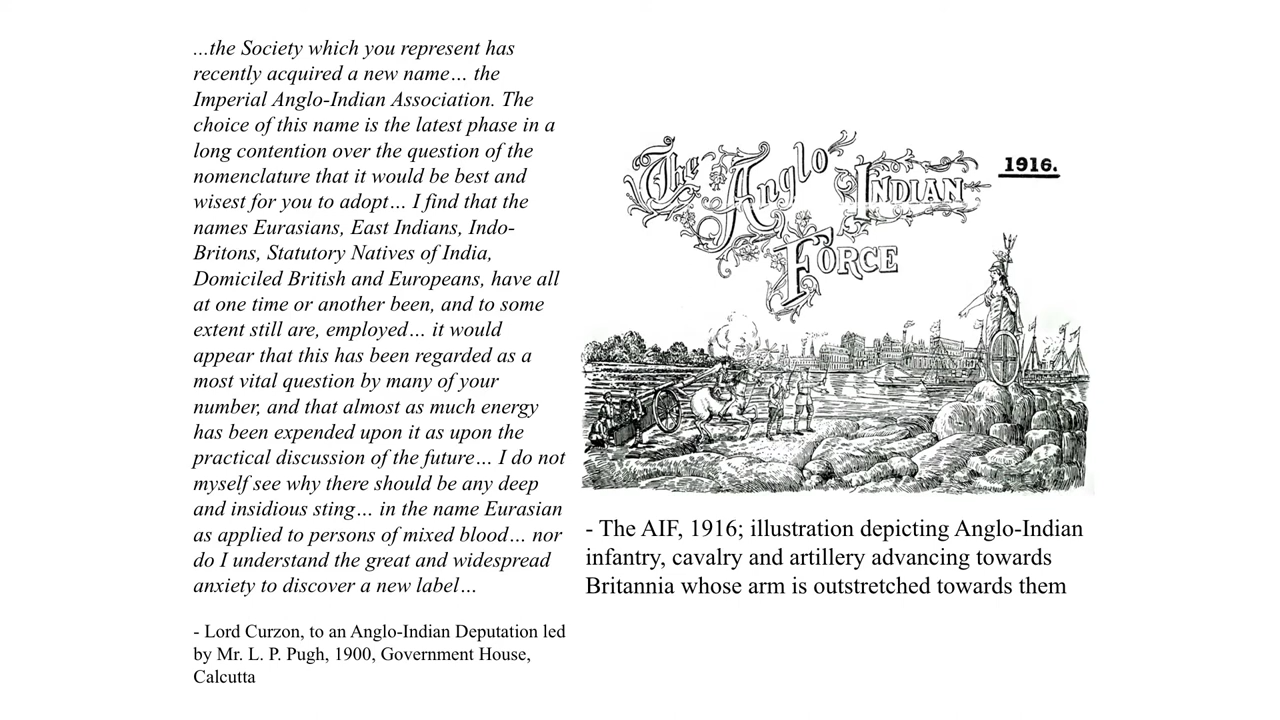 ...the Society which you represent has
recently acquired a new name… the
Imperial Anglo-Indian Association. The
choice of this name is the latest phase in a
long contention over the question of the
nomenclature that it would be best and
wisest for you to adopt… I find that the
names Eurasians, East Indians, Indo-
Britons, Statutory Natives of India,
Domiciled British and Europeans, have all
at one time or another been, and to some
extent still are, employed… it would
appear that this has been regarded as a
most vital question by many of your
number, and that almost as much energy
has been expended upon it as upon the
practical discussion of the future… I do not
myself see why there should be any deep
and insidious sting… in the name Eurasian
as applied to persons of mixed blood… nor
do I understand the great and widespread
anxiety to discover a new label…
- Lord Curzon, to an Anglo-Indian Deputation led
by Mr. L. P. Pugh, 1900, Government House,
Calcutta
The Anglo INDIAN
FORCE
1916.
- The AIF, 1916; illustration depicting Anglo-Indian
infantry, cavalry and artillery advancing towards
Britannia whose arm is outstretched towards them